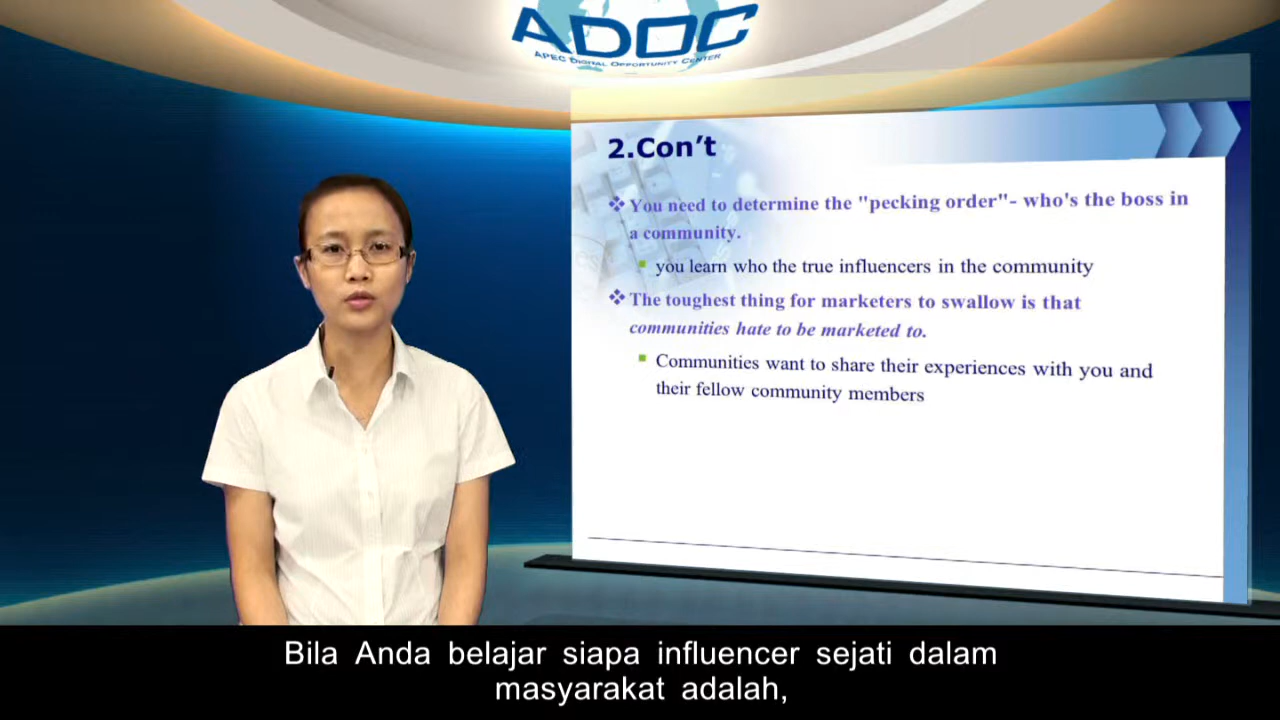 ADOC
APEC DIGITAL OPPORTUNITY CENTER
2.Con't
You need to determine the "pecking order"- who's the boss in
a community.
you learn who the true influencers in the community
The toughest thing for marketers to swallow is that
communities hate to be marketed to.
Communities want to share their experiences with you and
their fellow community members
Bila Anda belajar siapa influencer sejati dalam
masyarakat adalah,